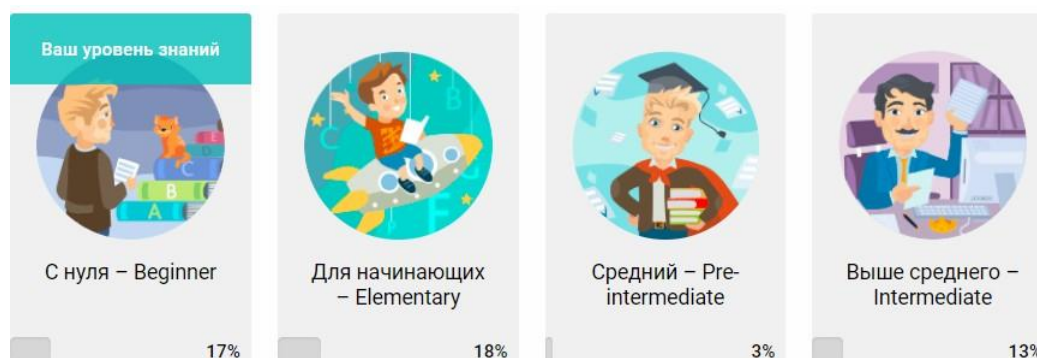 Ваш уровень знаний
С нуля – Beginner
17%
Для начинающих
– Elementary
18%
Средний – Pre-
intermediate
3%
Выше среднего –
Intermediate
13%
A
B
C
D
C
B
F